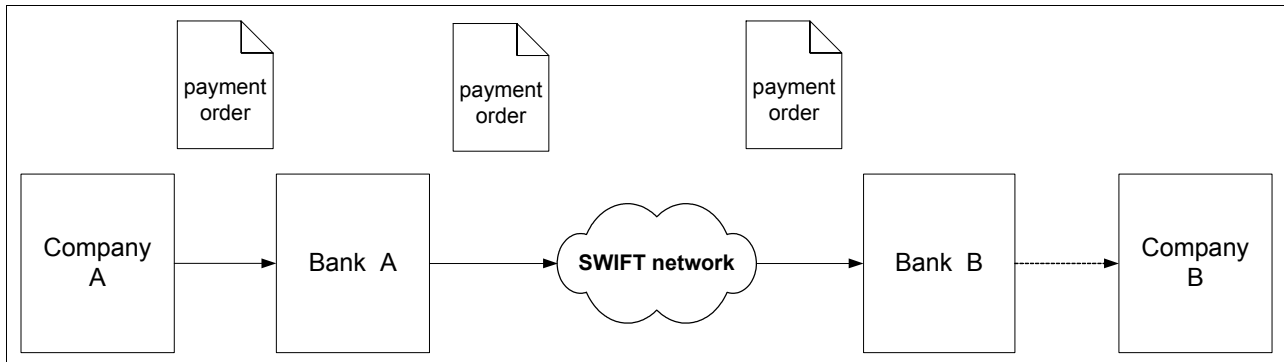 payment
order
payment
order
payment
order
Company
A
Bank A
SWIFT network
Bank B
Company
B